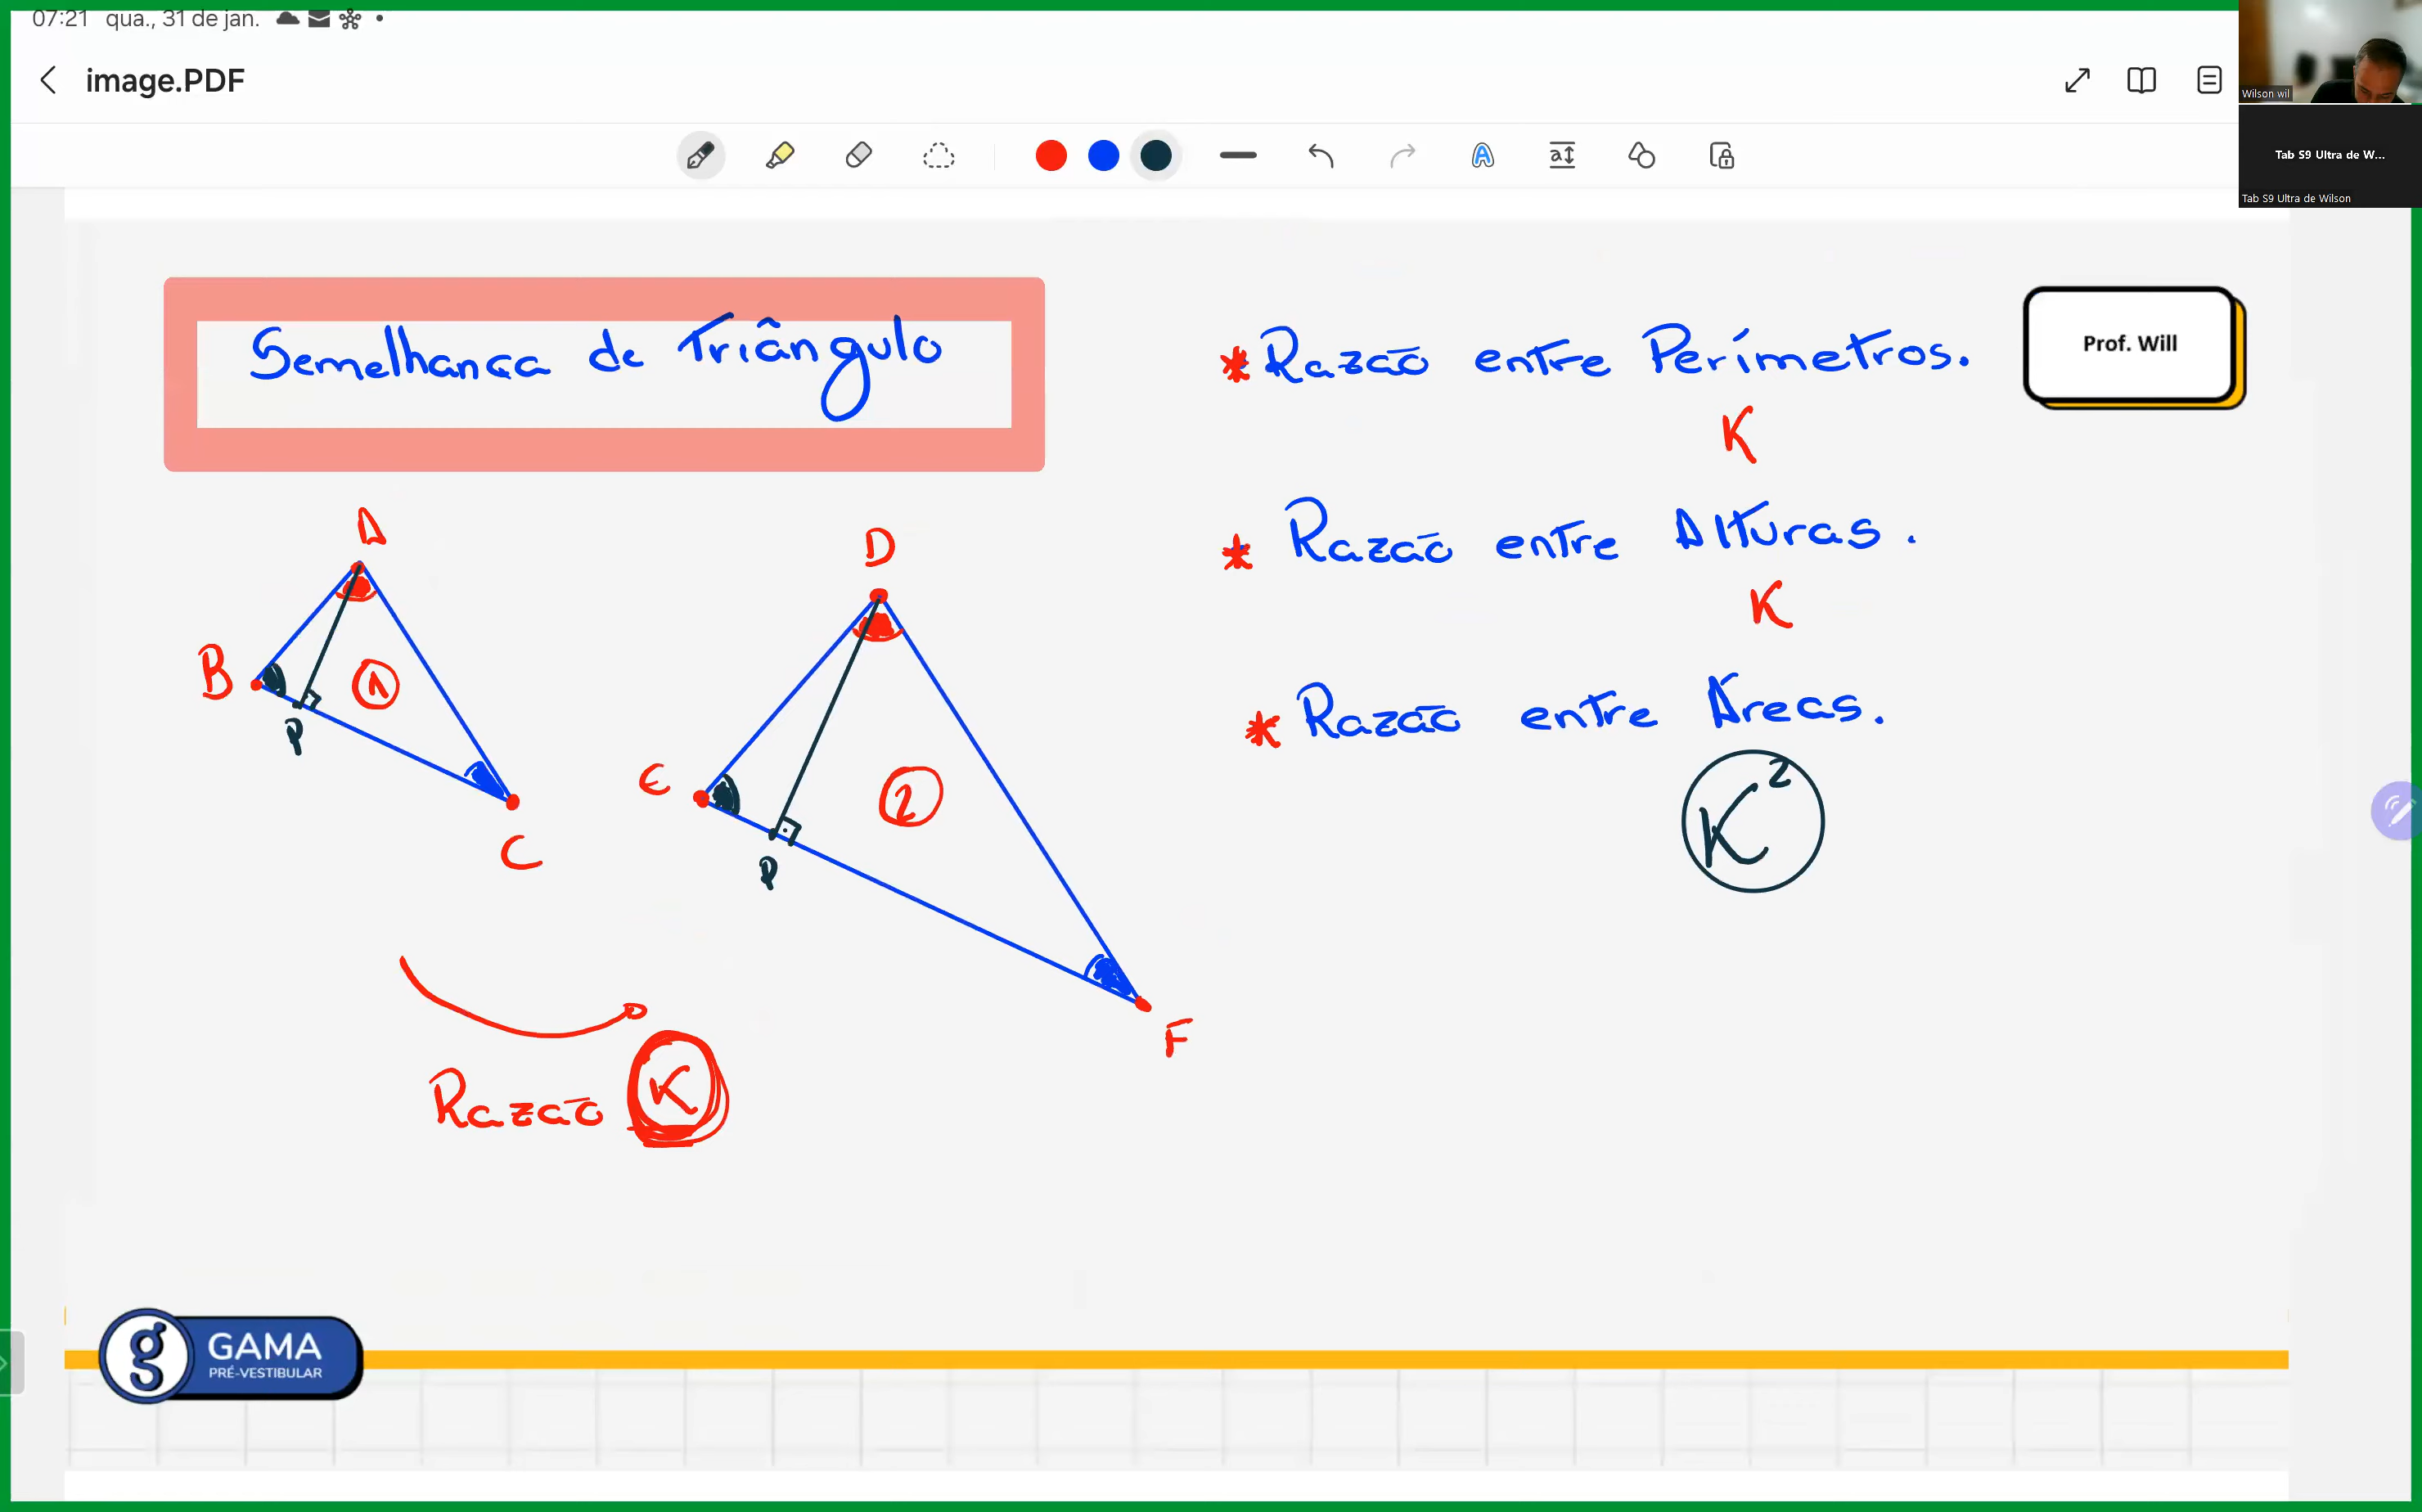 07:21 qua., 31 de jan.
image.PDF
Wilson wil
Tab S9 Ultra de W...
Tab S9 Ultra de Wilson
Semelhança de Triângulo
Prof. Will
* Razão entre Perímetros.
K
* Razão entre Alturas.
K
* Razão entre Áreas.
K²
A
B
C
P
1
D
E
F
P
2
Razão K
g GAMA
PRÉ-VESTIBULAR